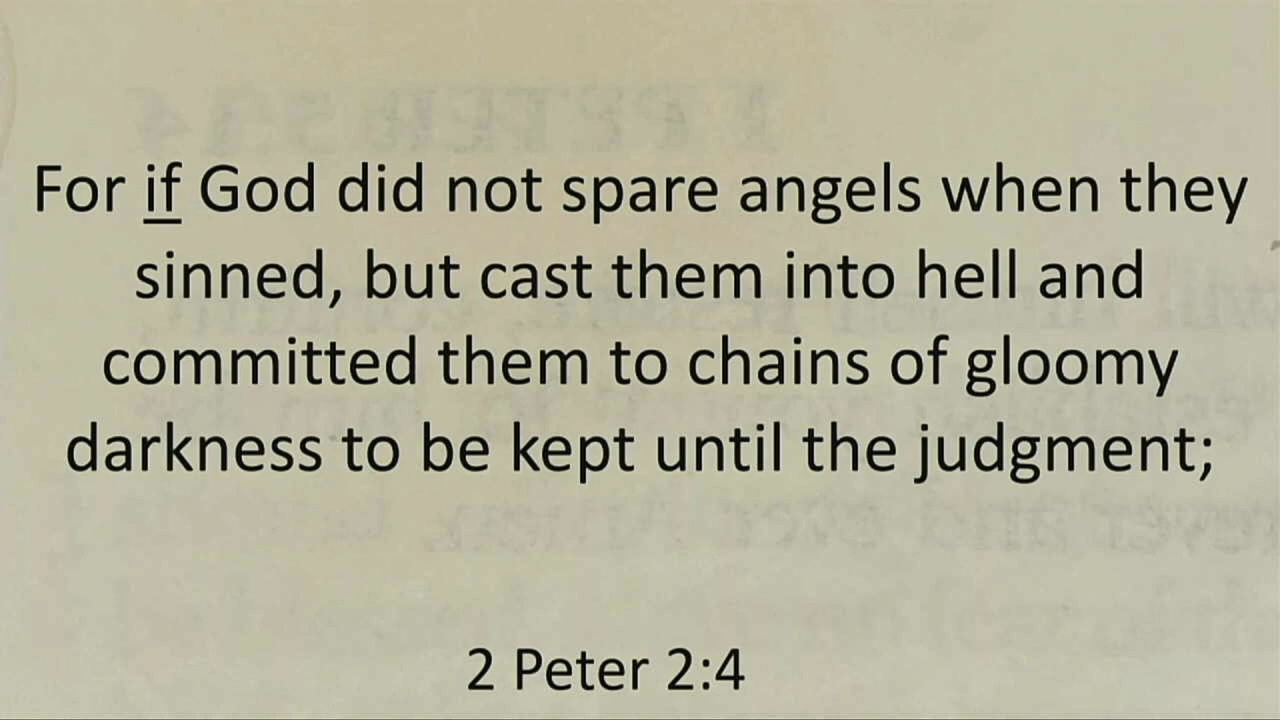 For if God did not spare angels when they
sinned, but cast them into hell and
committed them to chains of gloomy
darkness to be kept until the judgment;
2 Peter 2:4